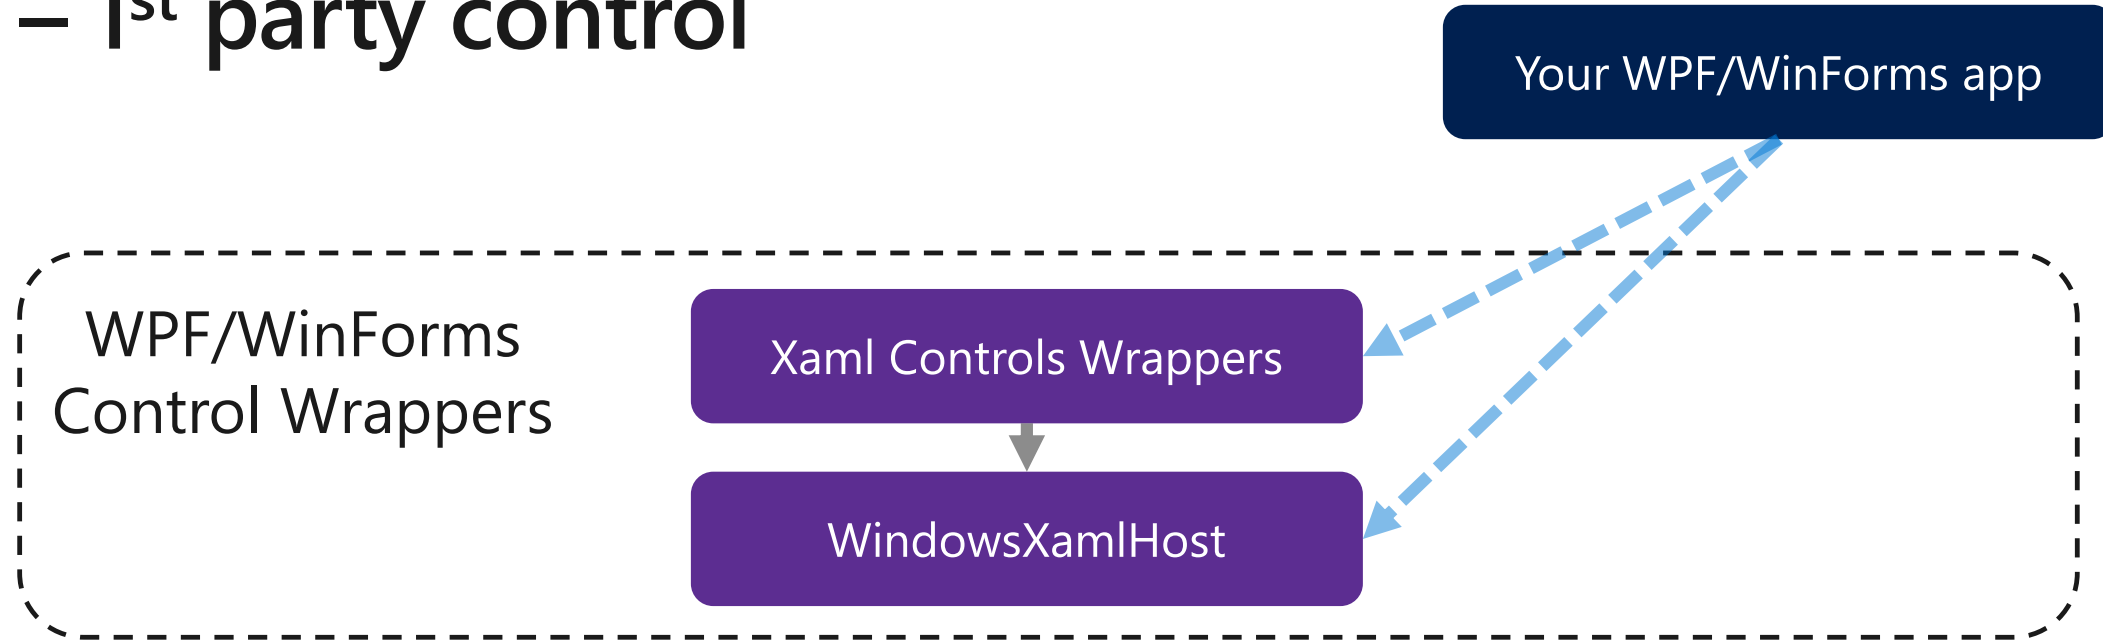 – 1st party control
Your WPF/WinForms app
WPF/WinForms
Control Wrappers
Xaml Controls Wrappers
WindowsXamlHost